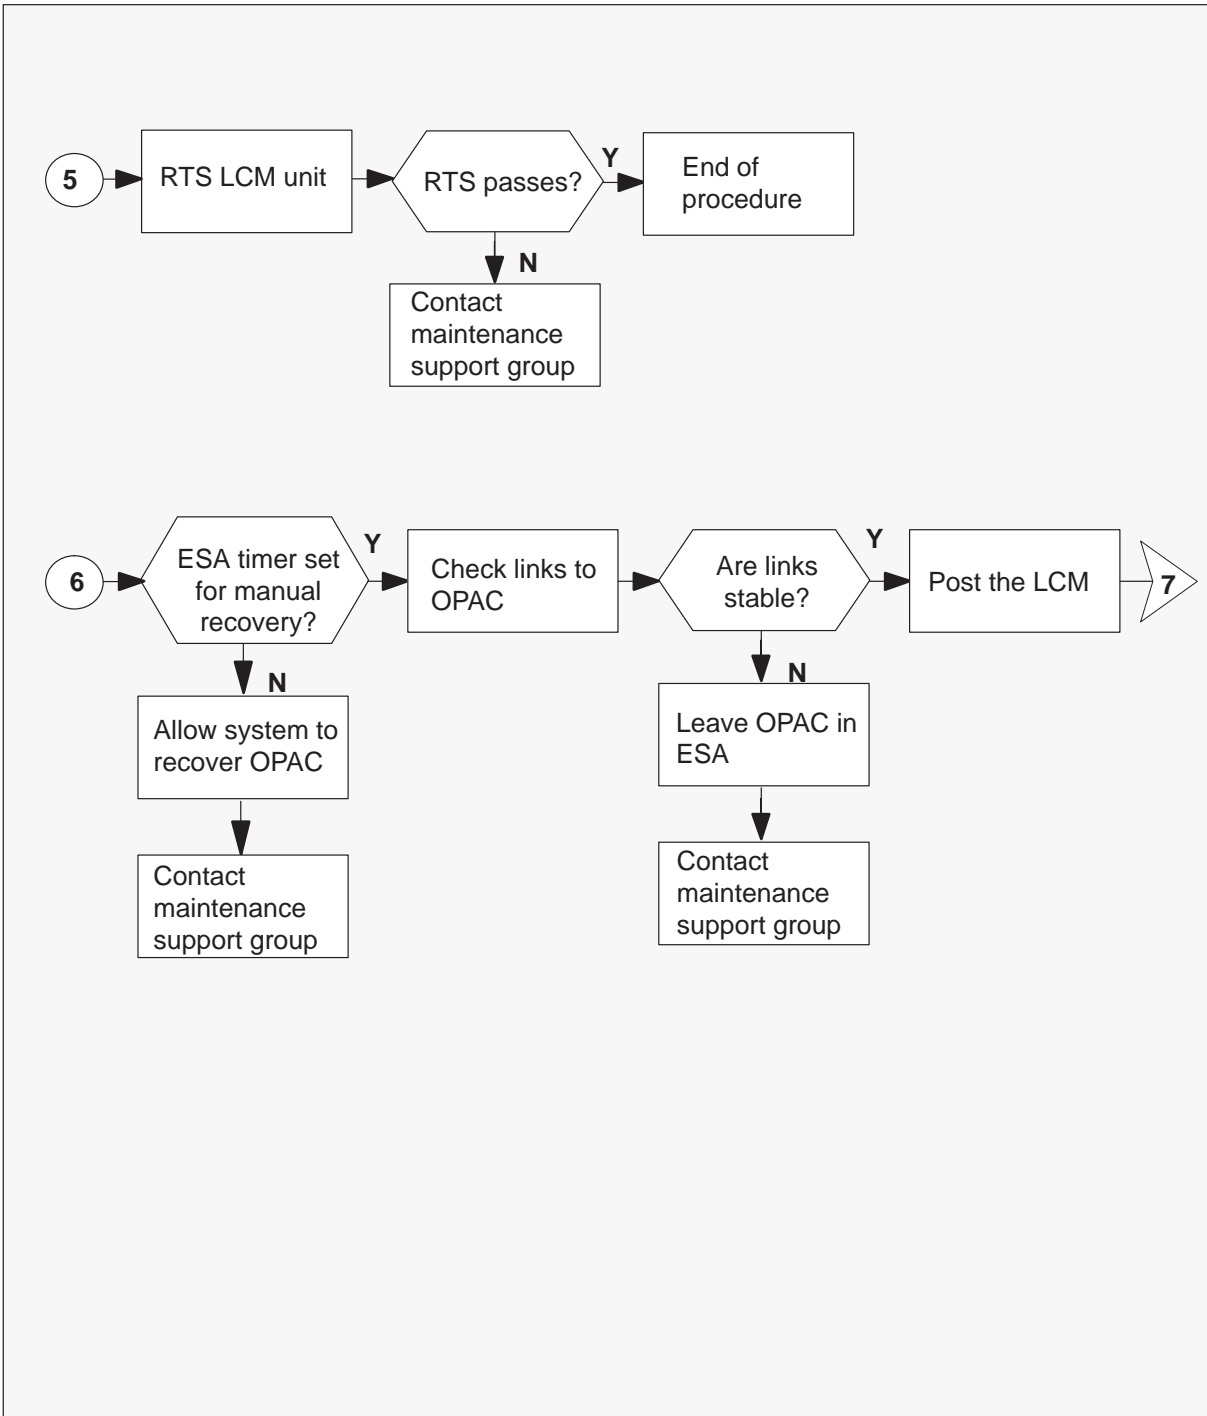 5
RTS LCM unit
RTS passes?
Y
End of
procedure
N
Contact
maintenance
support group
6
ESA timer set
for manual
recovery?
Y
Check links to
OPAC
Are links
stable?
Y
Post the LCM
7
N
Allow system to
recover OPAC
Contact
maintenance
support group
N
Leave OPAC in
ESA
Contact
maintenance
support group